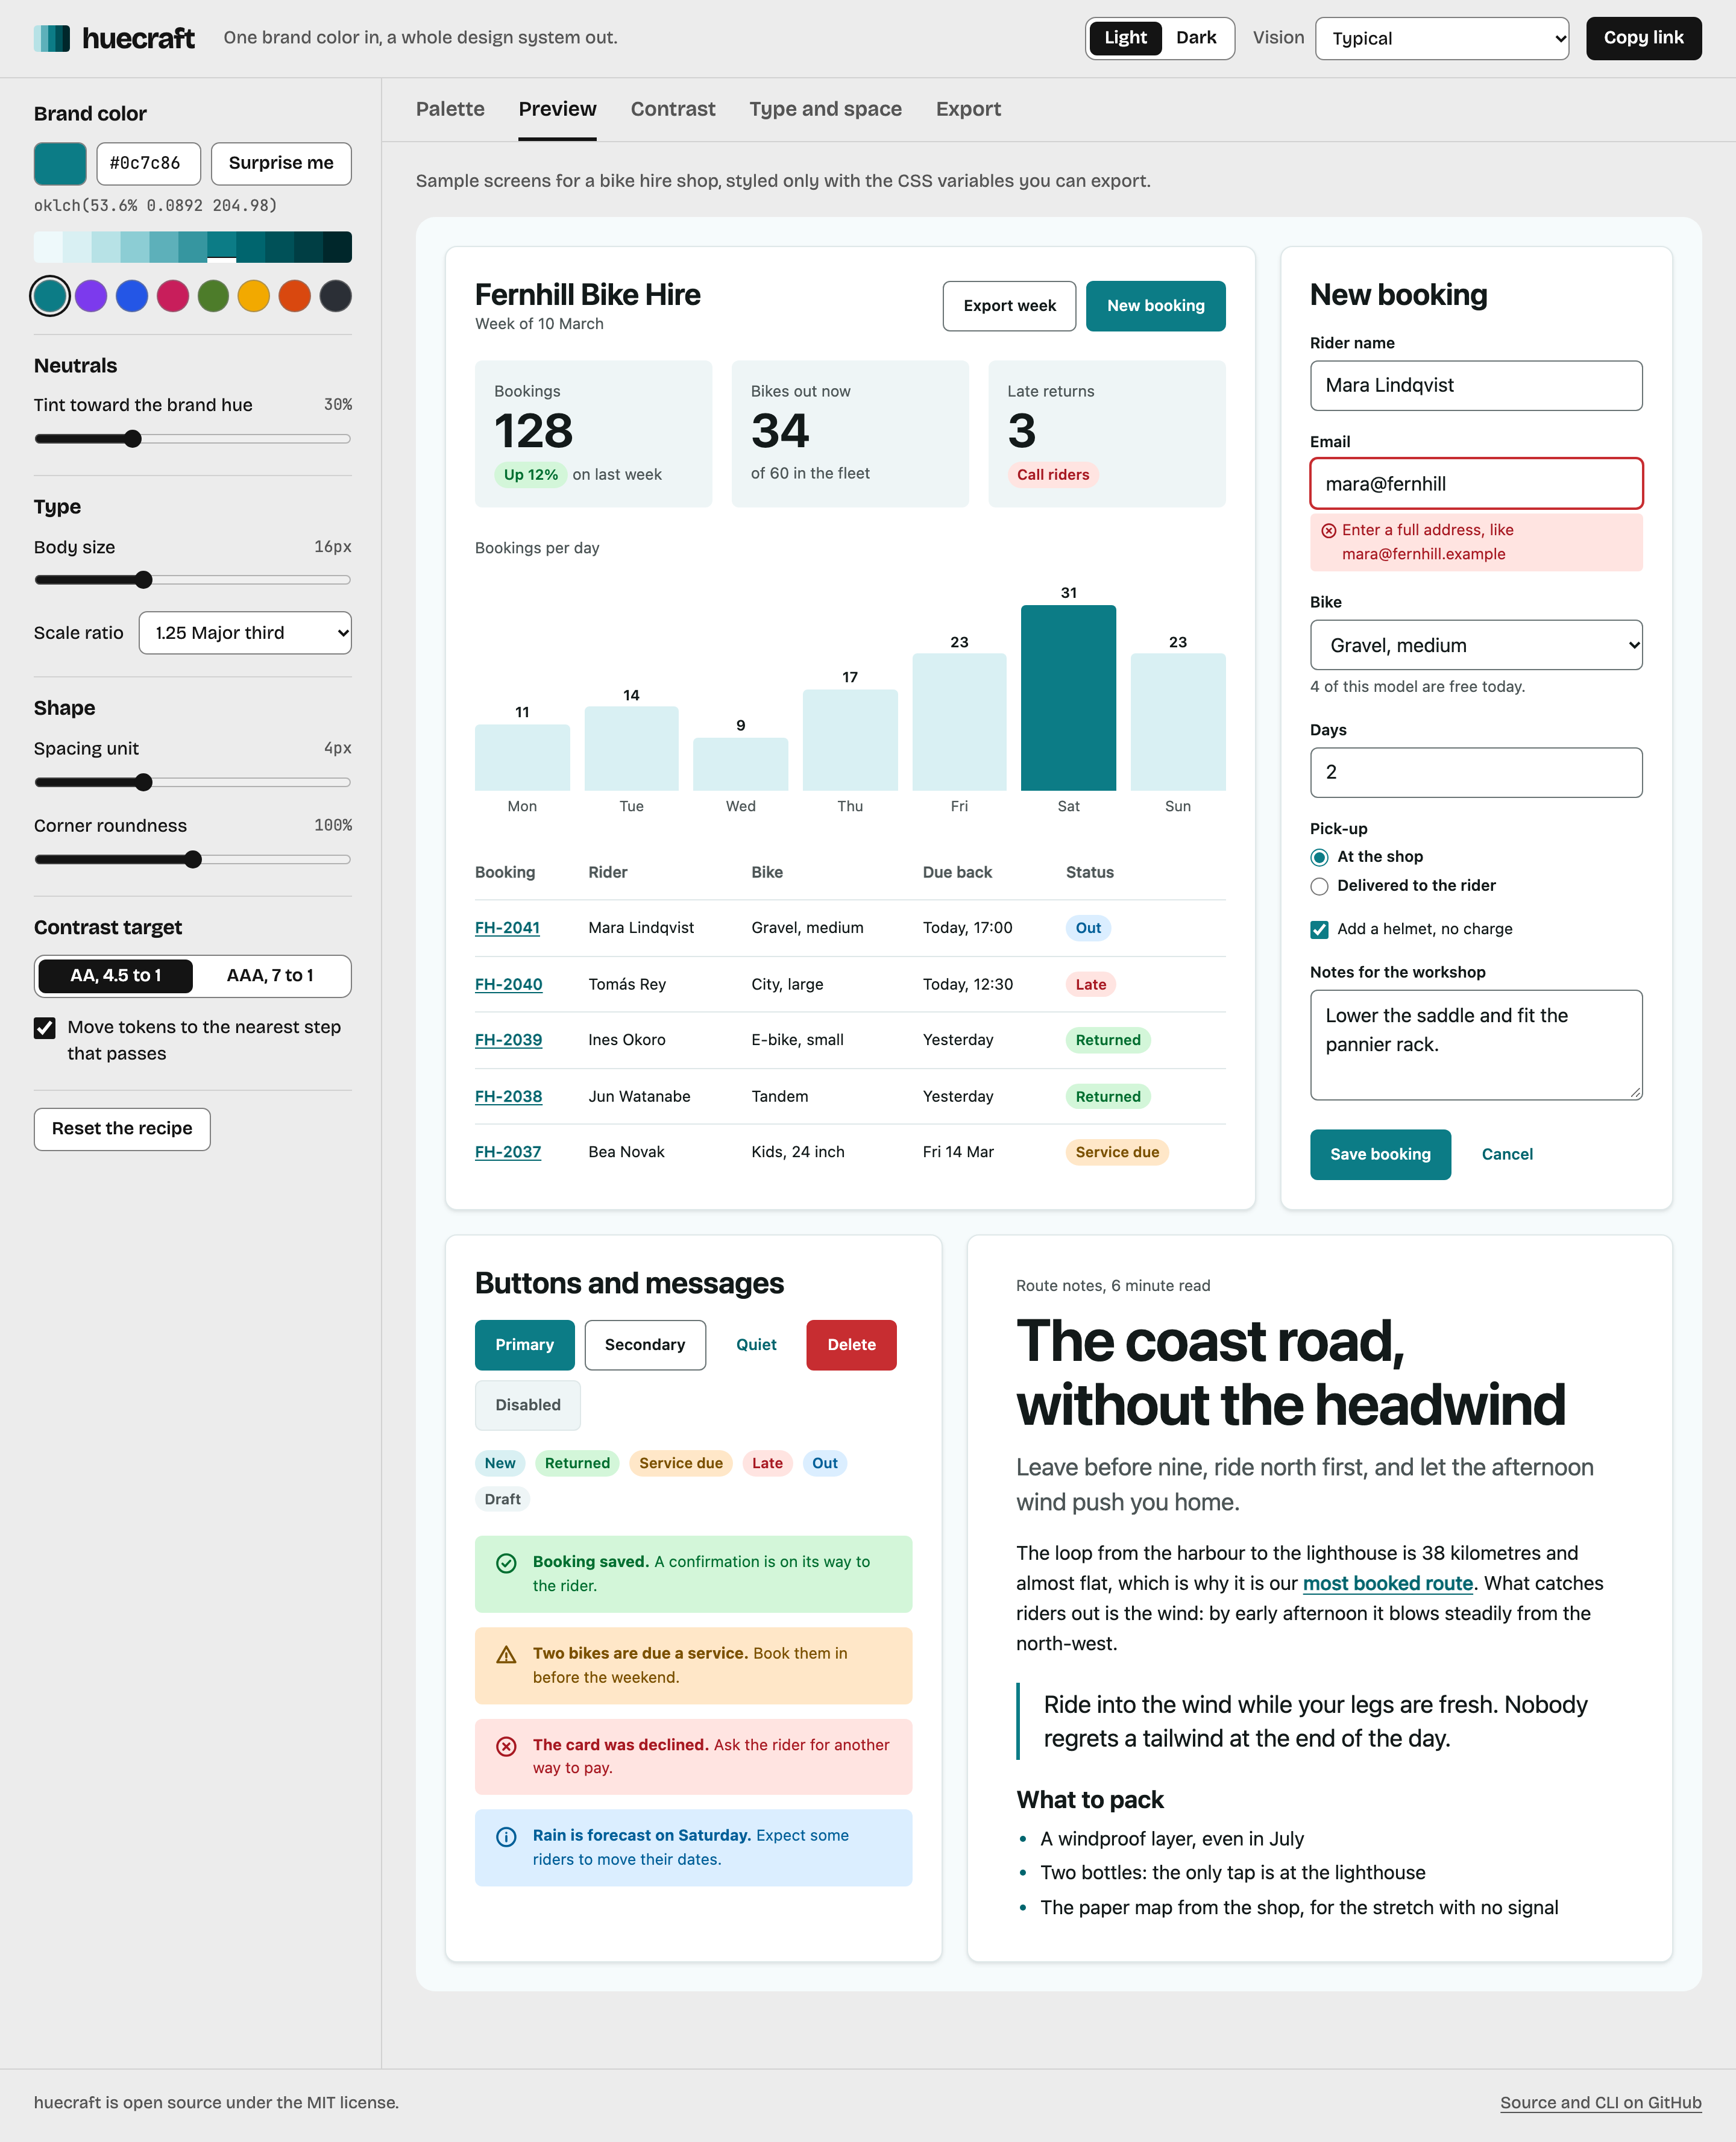 huecraft
One brand color in, a whole design system out.
Light
Dark
Vision
Typical
Copy link
Brand color
#0c7c86
Surprise me
oklch(53.6% 0.0892 204.98)
Neutrals
Tint toward the brand hue
30%
Type
Body size
16px
Scale ratio
1.25 Major third
Shape
Spacing unit
4px
Corner roundness
100%
Contrast target
AA, 4.5 to 1
AAA, 7 to 1
Move tokens to the nearest step
that passes
Reset the recipe
Palette
Preview
Contrast
Type and space
Export
Sample screens for a bike hire shop, styled only with the CSS variables you can export.
Fernhill Bike Hire
Week of 10 March
Export week
New booking
Bookings
128
Up 12% on last week
Bikes out now
34
of 60 in the fleet
Late returns
3
Call riders
Bookings per day
11
14
9
17
23
31
23
Mon
Tue
Wed
Thu
Fri
Sat
Sun
Booking Rider Bike Due back Status
FH-2041 Mara Lindqvist Gravel, medium Today, 17:00 Out
FH-2040 Tomás Rey City, large Today, 12:30 Late
FH-2039 Ines Okoro E-bike, small Yesterday Returned
FH-2038 Jun Watanabe Tandem Yesterday Returned
FH-2037 Bea Novak Kids, 24 inch Fri 14 Mar Service due
New booking
Rider name
Mara Lindqvist
Email
mara@fernhill
Enter a full address, like
mara@fernhill.example
Bike
Gravel, medium
4 of this model are free today.
Days
2
Pick-up
At the shop
Delivered to the rider
Add a helmet, no charge
Notes for the workshop
Lower the saddle and fit the
pannier rack.
Save booking
Cancel
Buttons and messages
Primary
Secondary
Quiet
Delete
Disabled
New
Returned
Service due
Late
Out
Draft
Booking saved. A confirmation is on its way to
the rider.
Two bikes are due a service. Book them in
before the weekend.
The card was declined. Ask the rider for another
way to pay.
Rain is forecast on Saturday. Expect some
riders to move their dates.
Route notes, 6 minute read
The coast road,
without the headwind
Leave before nine, ride north first, and let the afternoon
wind push you home.
The loop from the harbour to the lighthouse is 38 kilometres and
almost flat, which is why it is our most booked route. What catches
riders out is the wind: by early afternoon it blows steadily from the
north-west.
Ride into the wind while your legs are fresh. Nobody
regrets a tailwind at the end of the day.
What to pack
• A windproof layer, even in July
• Two bottles: the only tap is at the lighthouse
• The paper map from the shop, for the stretch with no signal
huecraft is open source under the MIT license.
Source and CLI on GitHub